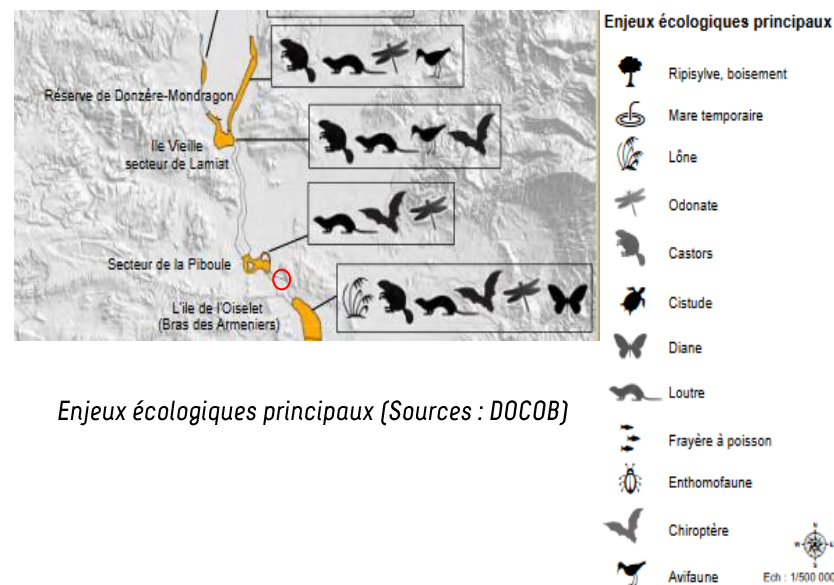 Enjeux écologiques principaux
Réserve de Donzère-Mondragon
Ile Vieille
secteur de Lamiat
Secteur de la Piboule
L'ile de l'Oiselet
(Bras des Armeniers)
Enjeux écologiques principaux (Sources : DOCOB)
Ripisylve, boisement
Mare temporaire
Lône
Odonate
Castors
Cistude
Diane
Loutre
Frayère à poisson
Enthomofaune
Chiroptère
Avifaune
N
W E
S
Ech : 1/500 000